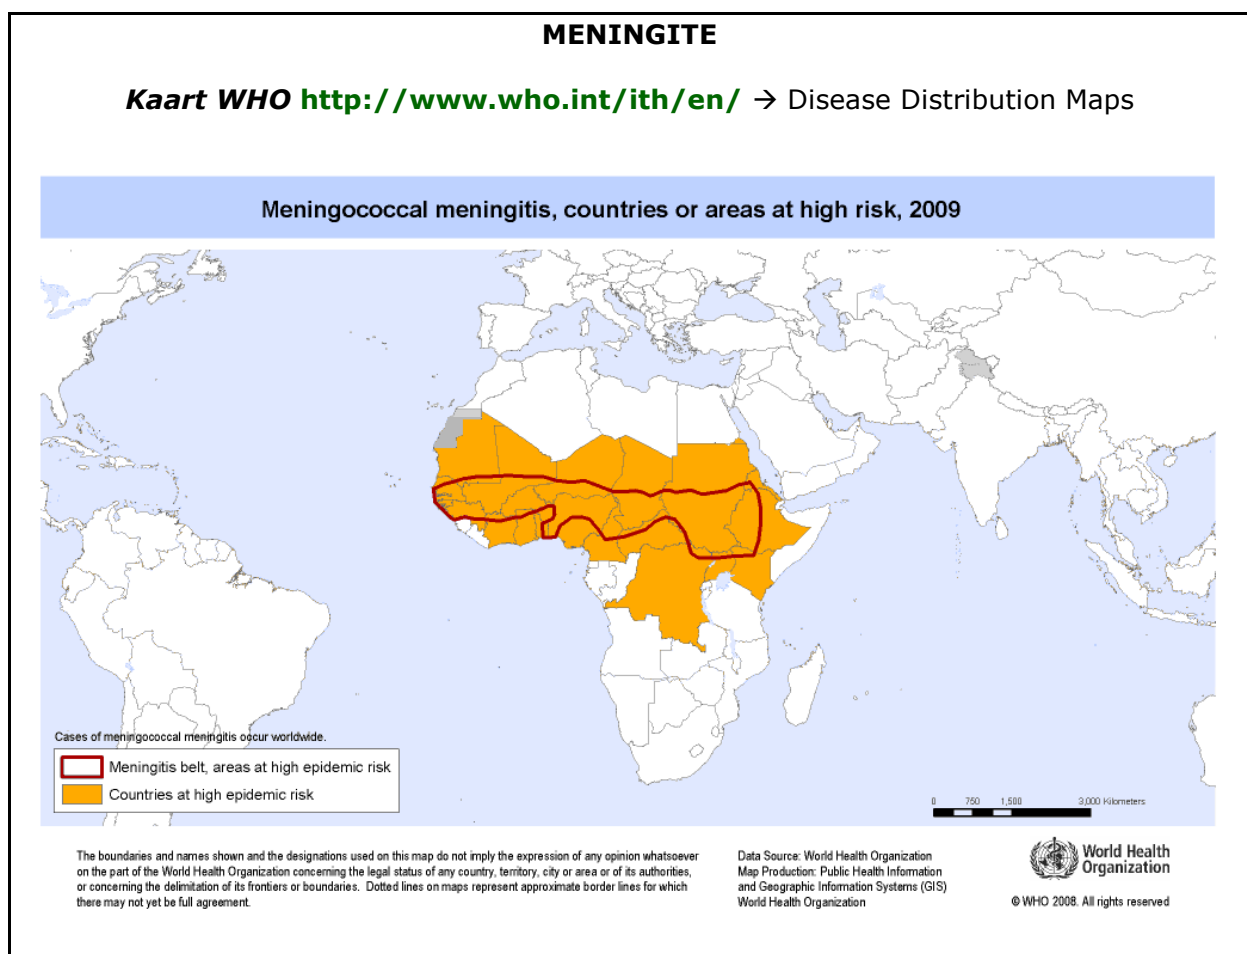 MENINGITE
Kaart WHO http://www.who.int/ith/en/ → Disease Distribution Maps
Meningococcal meningitis, countries or areas at high risk, 2009
Cases of meningococcal meningitis occur worldwide.
Meningitis belt, areas at high epidemic risk
Countries at high epidemic risk
0 750 1,500 3,000 Kilometers
The boundaries and names shown and the designations used on this map do not imply the expression of any opinion whatsoever
on the part of the World Health Organization concerning the legal status of any country, territory, city or area or of its authorities,
or concerning the delimitation of its frontiers or boundaries. Dotted lines on maps represent approximate border lines for which
there may not yet be full agreement.
Data Source: World Health Organization
Map Production: Public Health Information
and Geographic Information Systems (GIS)
World Health Organization
World Health
Organization
© WHO 2008. All rights reserved